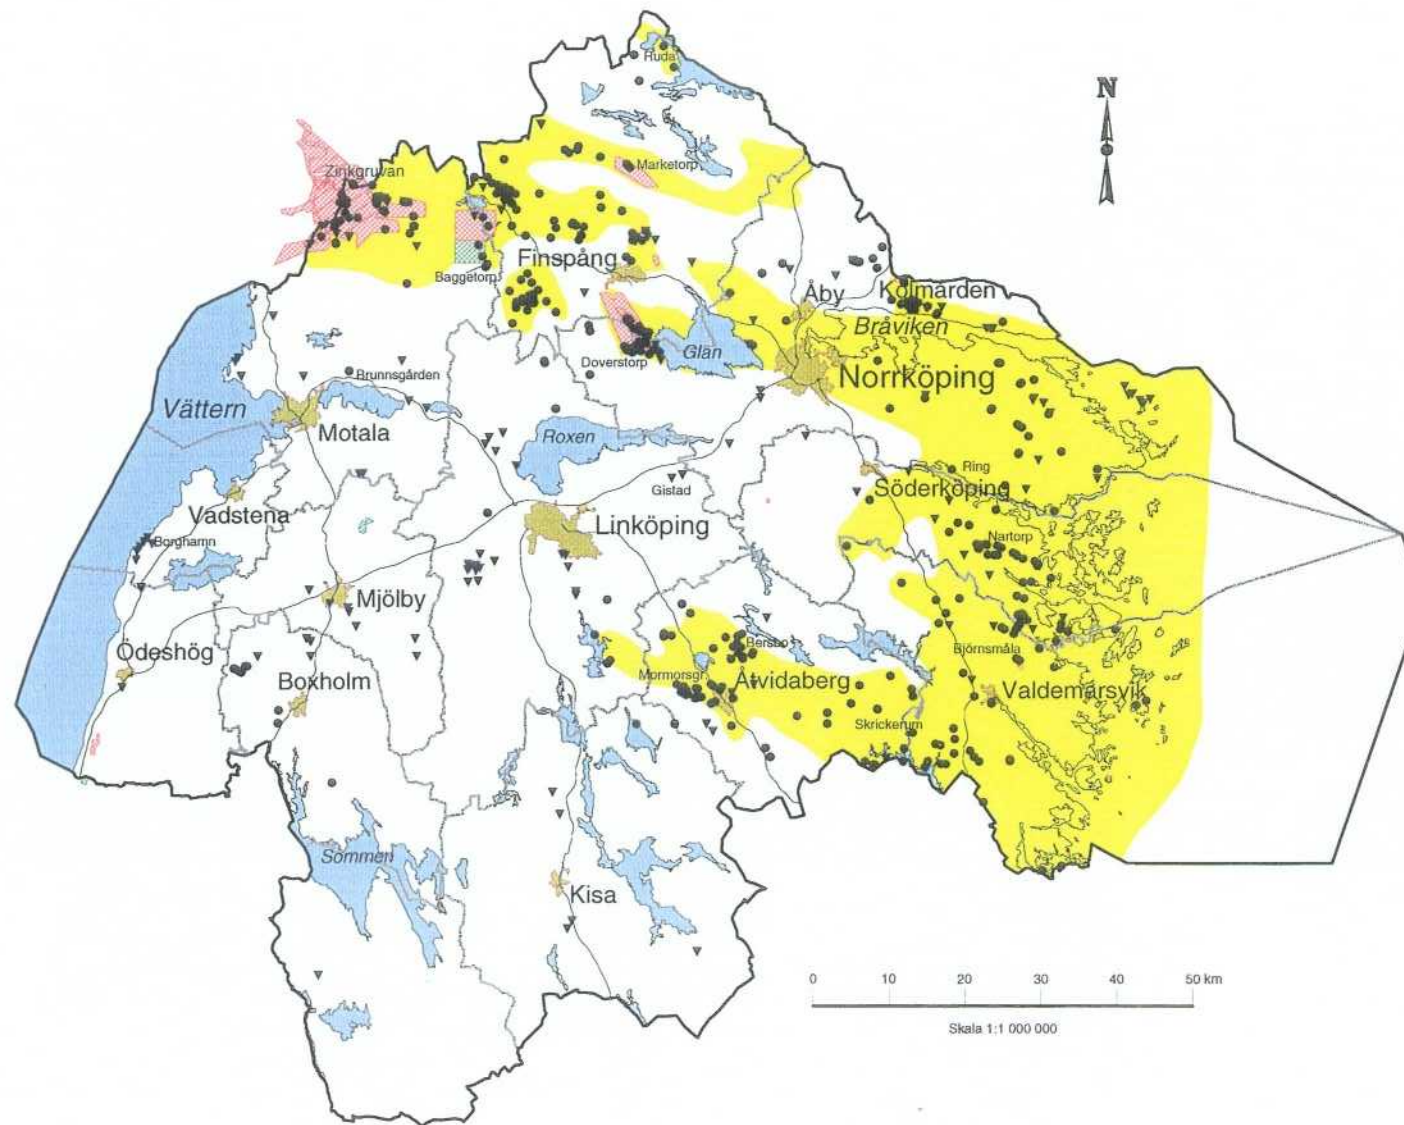 Ruda
N
Zinkgruvan
Marketorp
Finspång
Baggetorp
Åby
Kolmården
Bråviken
Glan
Doverstorp
Norrköping
Brunnsgården
Vättern
Motala
Roxen
Ring
Söderköping
Gistad
Vadstena
Linköping
Borghamn
Nartorp
Mjölby
Bersbo
Björnsmåla
Ödeshög
Boxholm
Mormorsgr.
Åtvidaberg
Valdemarsvik
Skrickerum
Sommen
Kisa
0 10 20 30 40 50 km
Skala 1:1 000 000